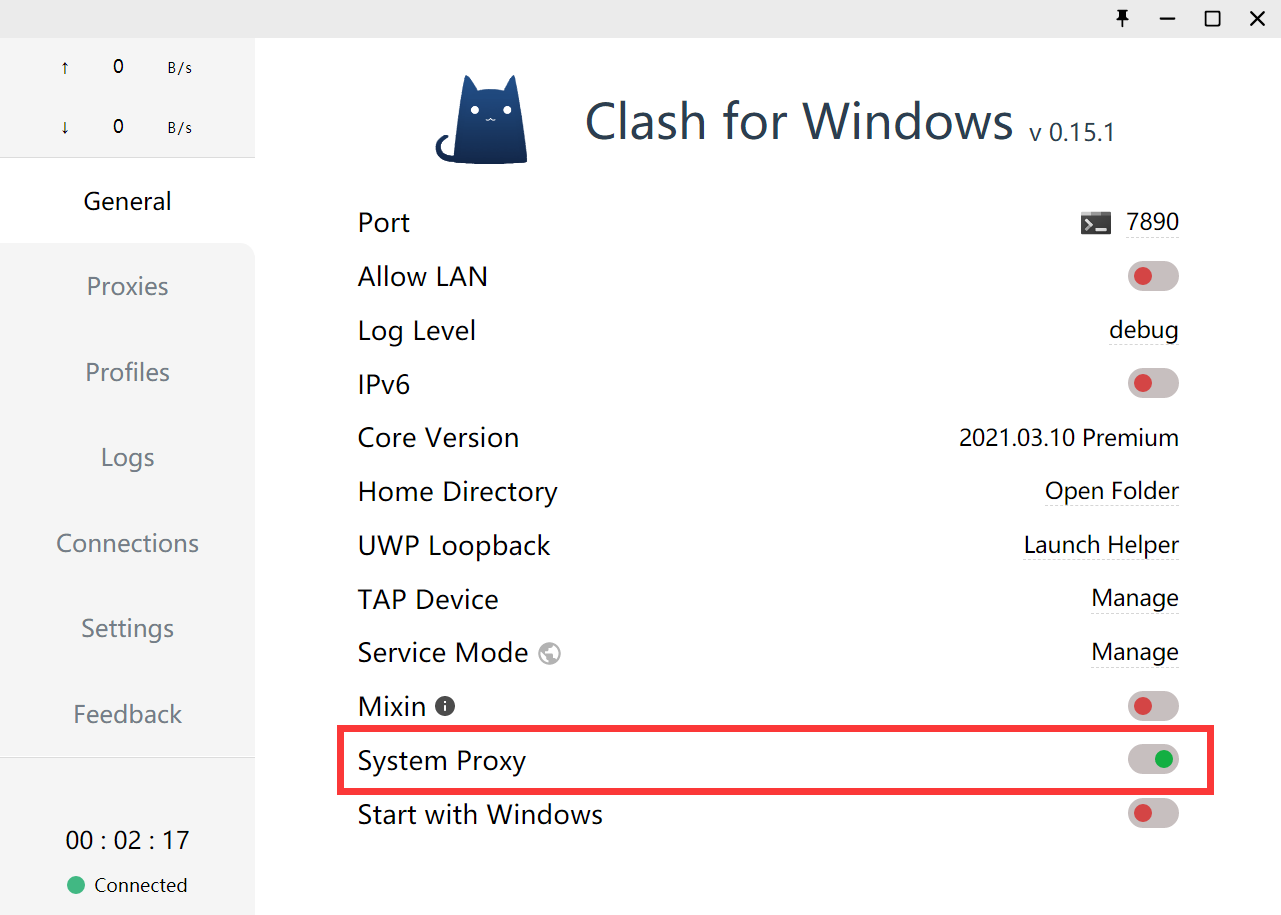 ↑ 0 B/s
↓ 0 B/s
General
Proxies
Profiles
Logs
Connections
Settings
Feedback
00 : 02 : 17
Connected
Clash for Windows v 0.15.1
Port 7890
Allow LAN
Log Level debug
IPv6
Core Version 2021.03.10 Premium
Home Directory Open Folder
UWP Loopback Launch Helper
TAP Device Manage
Service Mode Manage
Mixin
System Proxy
Start with Windows